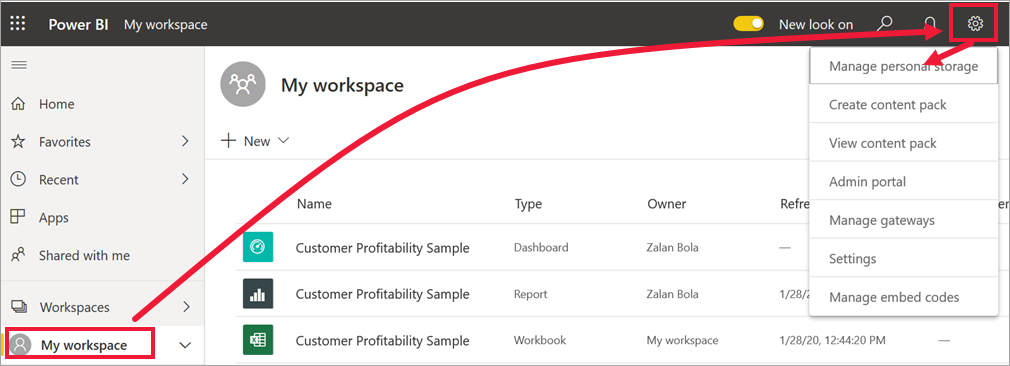 Power BI My workspace New look on
Manage personal storage
Create content pack
View content pack
Admin portal
Manage gateways
Settings
Manage embed codes
Home
Favorites
Recent
Apps
Shared with me
Workspaces
My workspace
My workspace
New
Name Type Owner
Customer Profitability Sample Dashboard Zalan Bola —
Customer Profitability Sample Report Zalan Bola 1/28/2
Customer Profitability Sample Workbook My workspace 1/28/20, 12:44:20 PM —